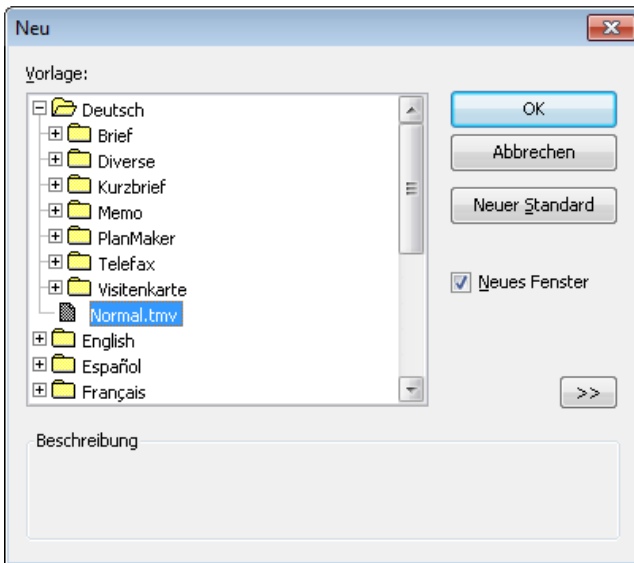 Neu
Vorlage:
Deutsch
Brief
Diverse
Kurzbrief
Memo
PlanMaker
Telefax
Visitenkarte
Normal.tmv
English
Español
Français
OK
Abbrechen
Neuer Standard
Neues Fenster
>>
Beschreibung